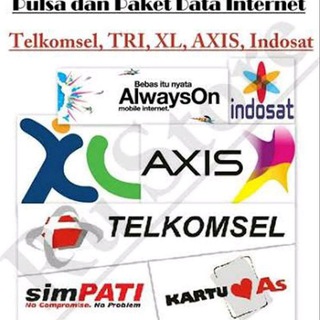 Pulsa dan Paket Data Internet
Telkomsel, TRI, XL, AXIS, Indosat
Bebas itu nyata
AlwaysOn
mobile internet.
indosat
XL AXIS
TELKOMSEL
simPATI
No Compromise. No Problem
KARTU As